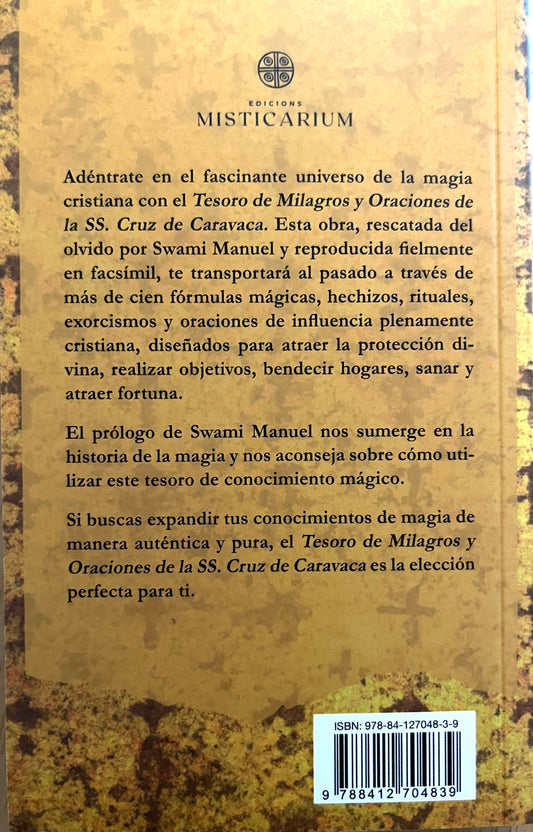 EDICIONS
MISTICARIUM
Adéntrate en el fascinante universo de la magia
cristiana con el Tesoro de Milagros y Oraciones de
la SS. Cruz de Caravaca. Esta obra, rescatada del
olvido por Swami Manuel y reproducida fielmente
en facsímil, te transportará al pasado a través de
más de cien fórmulas mágicas, hechizos, rituales,
exorcismos y oraciones de influencia plenamente
cristiana, diseñados para atraer la protección di-
vina, realizar objetivos, bendecir hogares, sanar y
atraer fortuna.
El prólogo de Swami Manuel nos sumerge en la
historia de la magia y nos aconseja sobre cómo uti-
lizar este tesoro de conocimiento mágico.
Si buscas expandir tus conocimientos de magia de
manera auténtica y pura, el Tesoro de Milagros y
Oraciones de la SS. Cruz de Caravaca es la elección
perfecta para ti.
ISBN: 978-84-127048-3-9
9 788412 704839